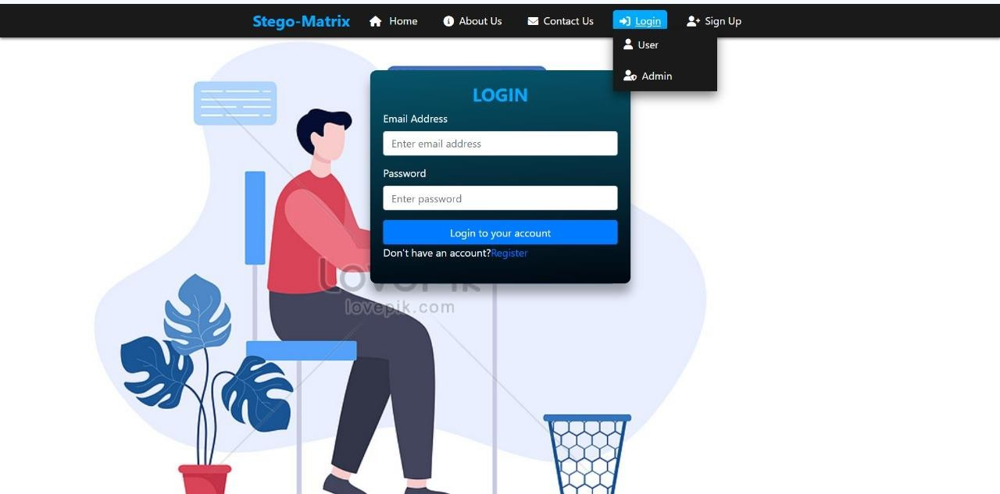 Stego-Matrix Home About Us Contact Us Login Sign Up
User
Admin
LOGIN
Email Address
Enter email address
Password
Enter password
Login to your account
Don't have an account?Register
lovepik.com